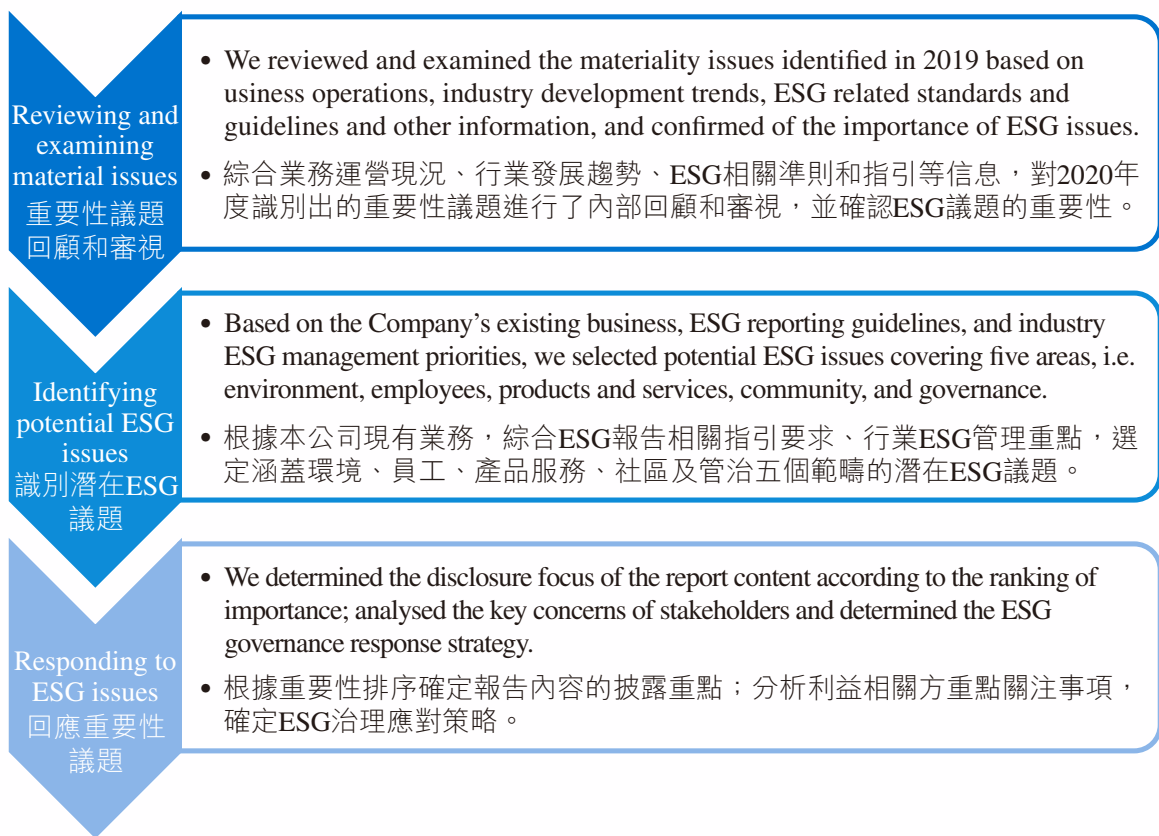 Reviewing and
examining
material issues
重要性議題
回顧和審視
• We reviewed and examined the materiality issues identified in 2019 based on
usiness operations, industry development trends, ESG related standards and
guidelines and other information, and confirmed of the importance of ESG issues.
• 綜合業務運營現況、行業發展趨勢、ESG相關準則和指引等信息，對2020年
度識別出的重要性議題進行了內部回顧和審視，並確認ESG議題的重要性。
Identifying
potential ESG
issues
識別潛在ESG
議題
• Based on the Company's existing business, ESG reporting guidelines, and industry
ESG management priorities, we selected potential ESG issues covering five areas, i.e.
environment, employees, products and services, community, and governance.
• 根據本公司現有業務，綜合ESG報告相關指引要求、行業ESG管理重點，選
定涵蓋環境、員工、產品服務、社區及管治五個範疇的潛在ESG議題。
Responding to
ESG issues
回應重要性
議題
• We determined the disclosure focus of the report content according to the ranking of
importance; analysed the key concerns of stakeholders and determined the ESG
governance response strategy.
• 根據重要性排序確定報告內容的披露重點；分析利益相關方重點關注事項，
確定ESG治理應對策略。